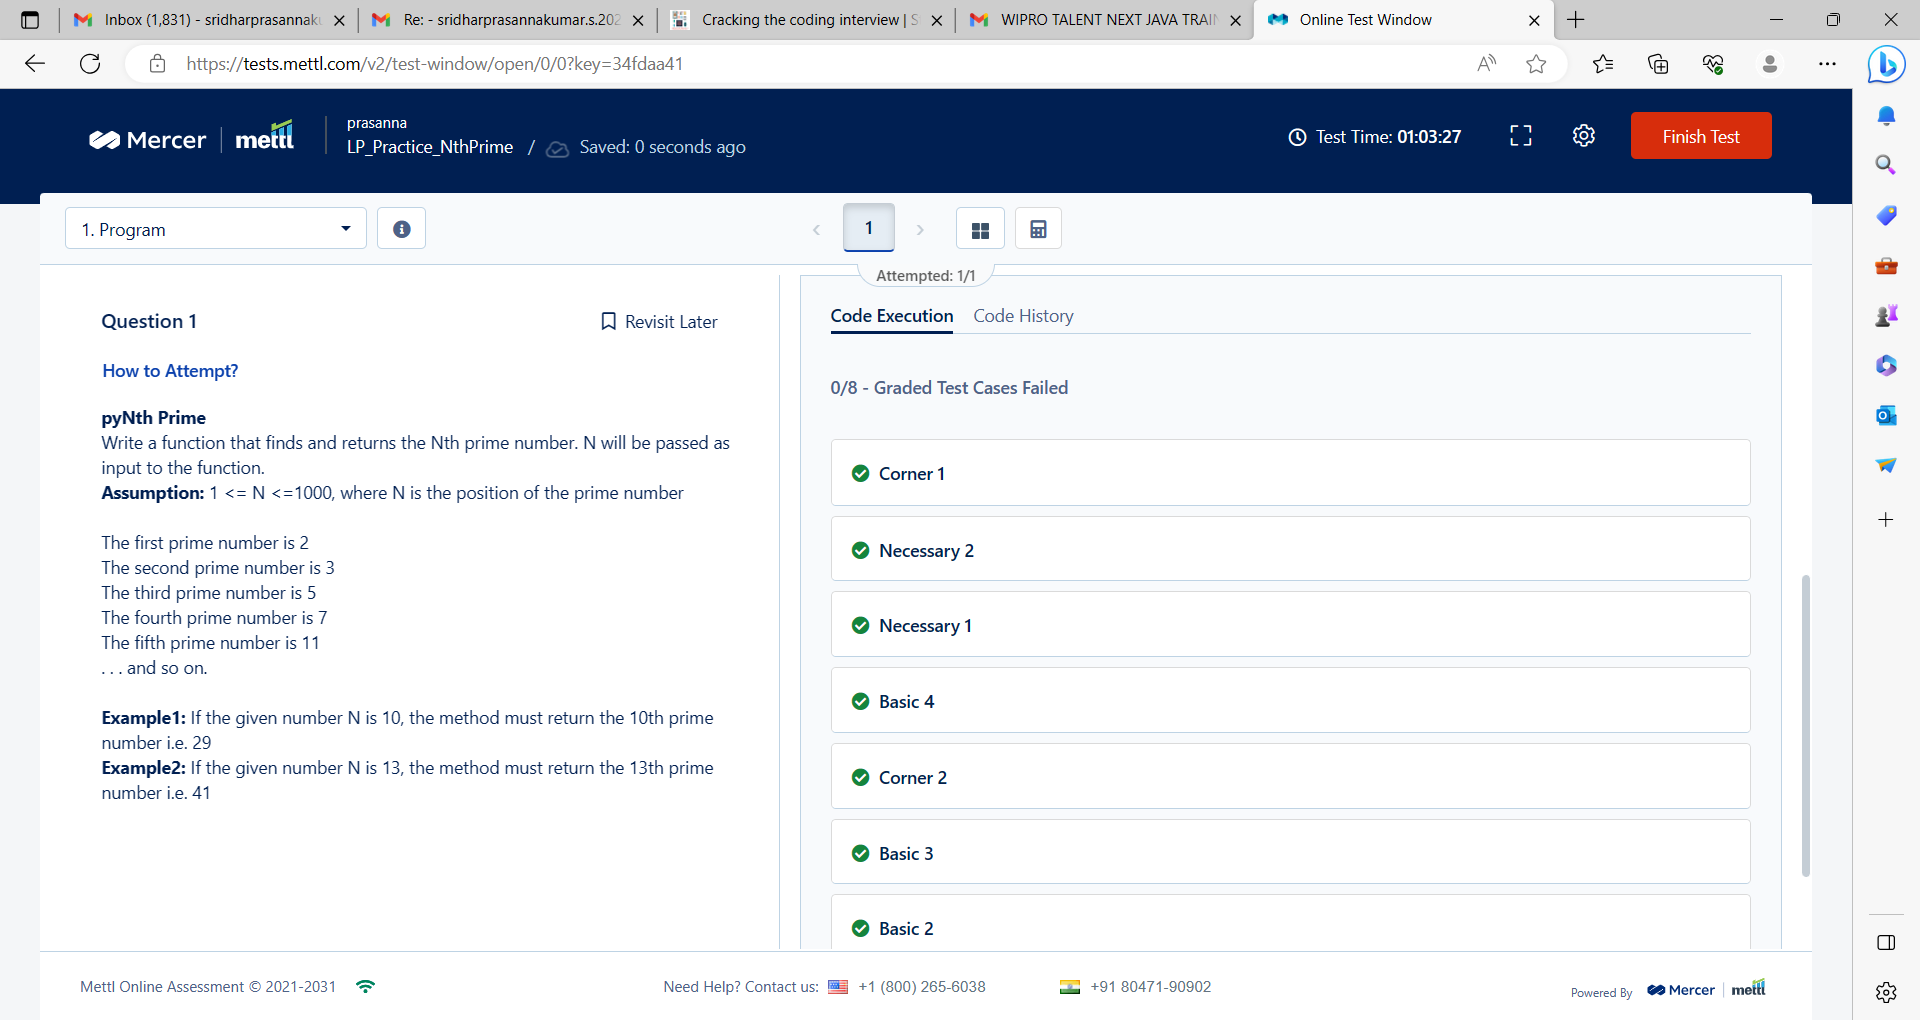 Inbox (1,831) - sridharprasannaku
Re: - sridharprasannakumar.s.202
Cracking the coding interview | S
WIPRO TALENT NEXT JAVA TRAIN
Online Test Window
https://tests.mettl.com/v2/test-window/open/0/0?key=34fdaa41
Mercer | mettl
prasanna
LP_Practice_NthPrime / Saved: 0 seconds ago
Test Time: 01:03:27
Finish Test
1. Program
1
Attempted: 1/1
Question 1
Revisit Later
How to Attempt?
pyNth Prime
Write a function that finds and returns the Nth prime number. N will be passed as
input to the function.
Assumption: 1 <= N <=1000, where N is the position of the prime number
The first prime number is 2
The second prime number is 3
The third prime number is 5
The fourth prime number is 7
The fifth prime number is 11
. . . and so on.
Example1: If the given number N is 10, the method must return the 10th prime
number i.e. 29
Example2: If the given number N is 13, the method must return the 13th prime
number i.e. 41
Code Execution
Code History
0/8 - Graded Test Cases Failed
Corner 1
Necessary 2
Necessary 1
Basic 4
Corner 2
Basic 3
Basic 2
Mettl Online Assessment © 2021-2031
Need Help? Contact us: +1 (800) 265-6038
+91 80471-90902
Powered By Mercer | mettl